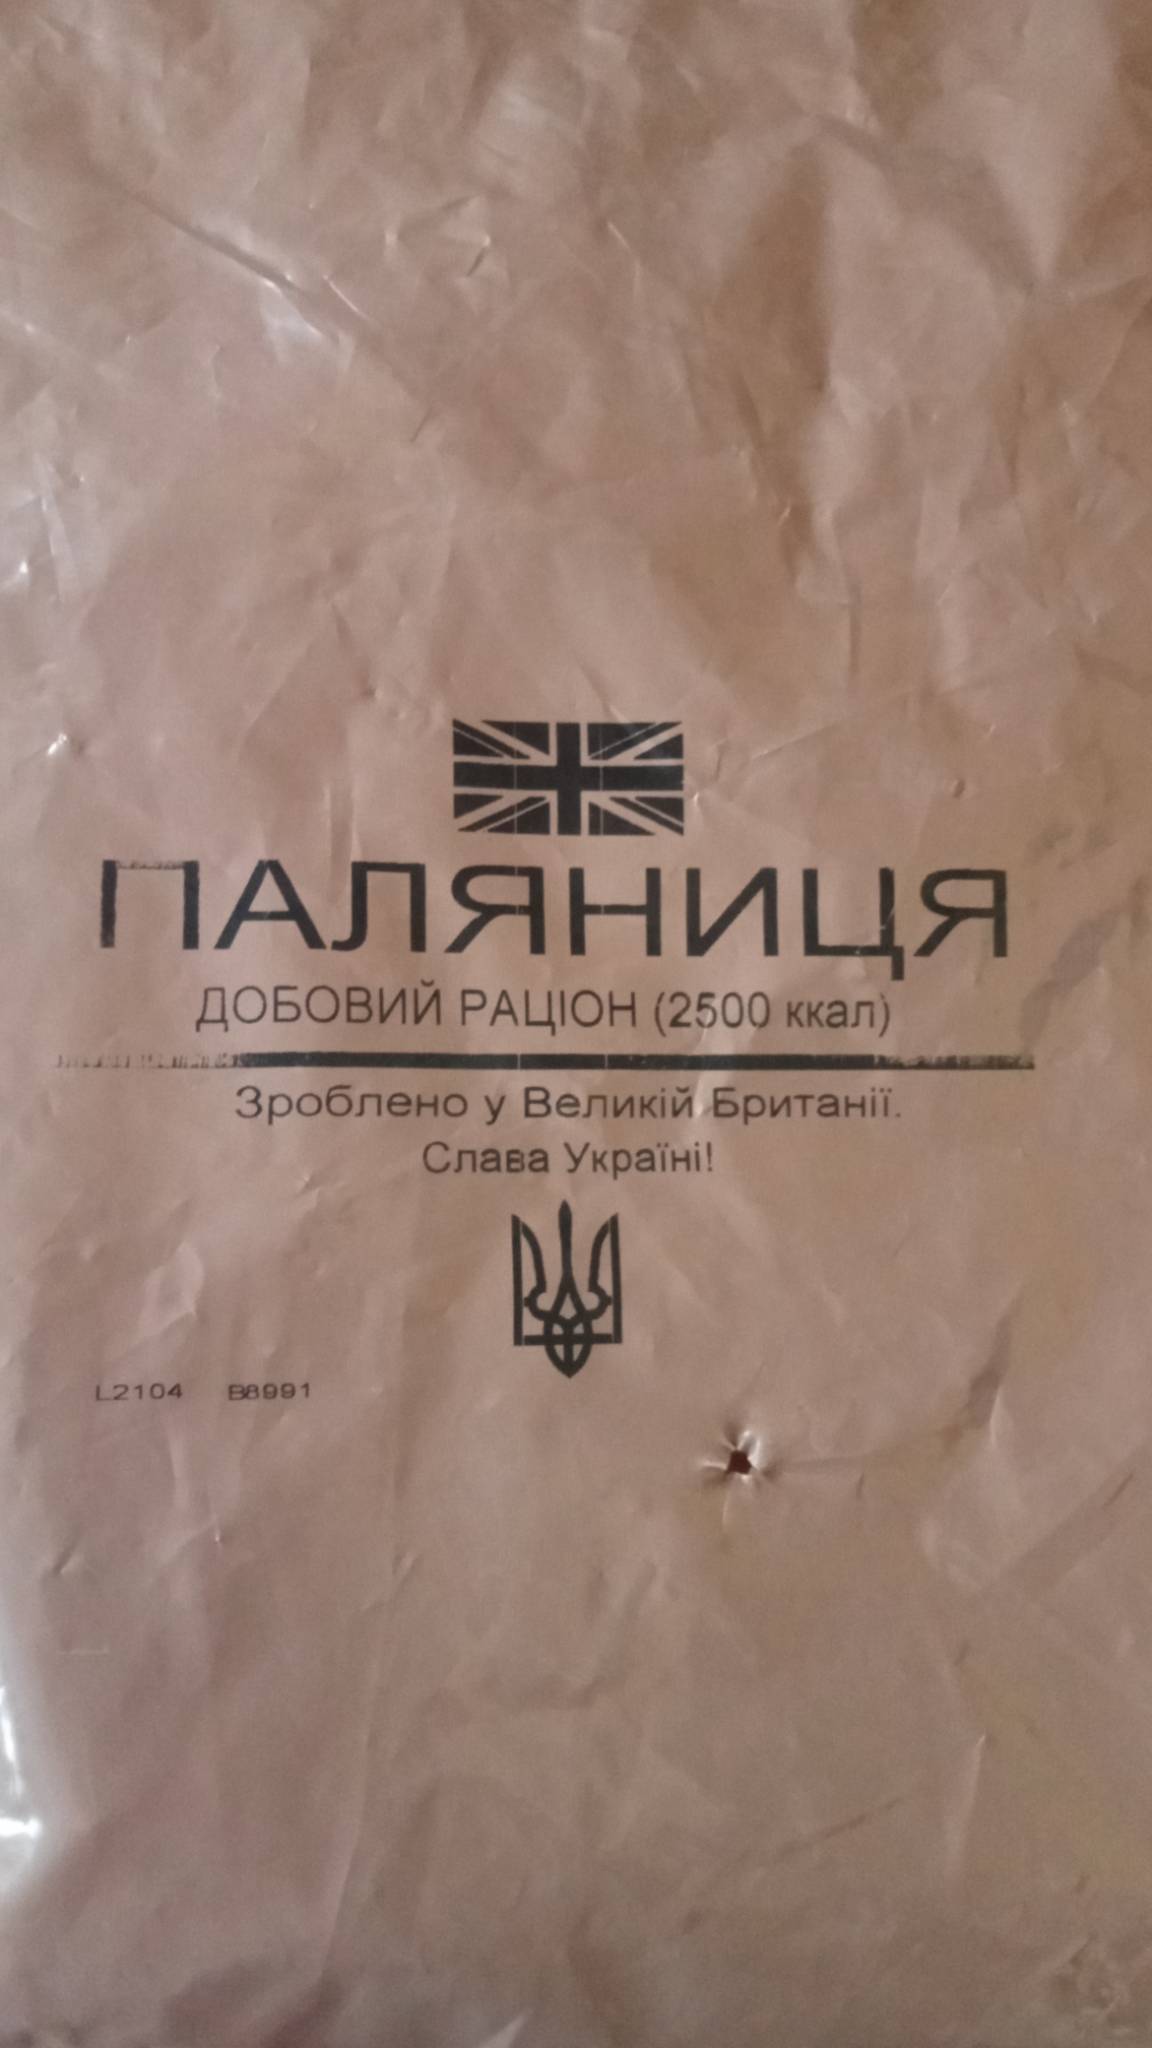 ПАЛЯНИЦЯ
ДОБОВИЙ РАЦІОН (2500 ккал)
Зроблено у Великій Британії.
Слава Україні!
L2104 B8991